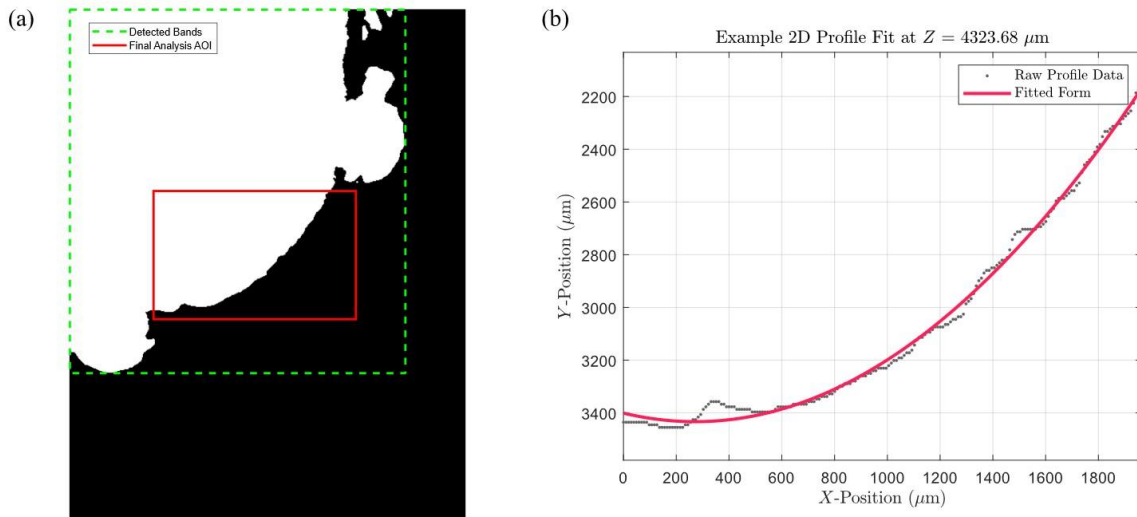 (a)
Detected Bands
Final Analysis AOI
(b)
Example 2D Profile Fit at Z = 4323.68 μm
Raw Profile Data
Fitted Form
Y-Position (μm)
2200
2400
2600
2800
3000
3200
3400
0 200 400 600 800 1000 1200 1400 1600 1800
X-Position (μm)